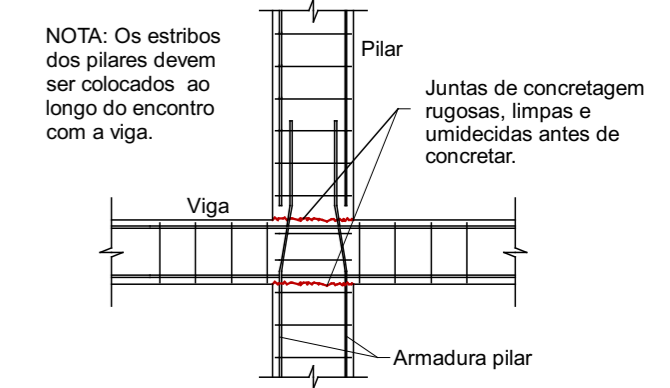 NOTA: Os estribos
dos pilares devem
ser colocados ao
longo do encontro
com a viga.
Pilar
Juntas de concretagem
rugosas, limpas e
umidecidas antes de
concretar.
Viga
Armadura pilar